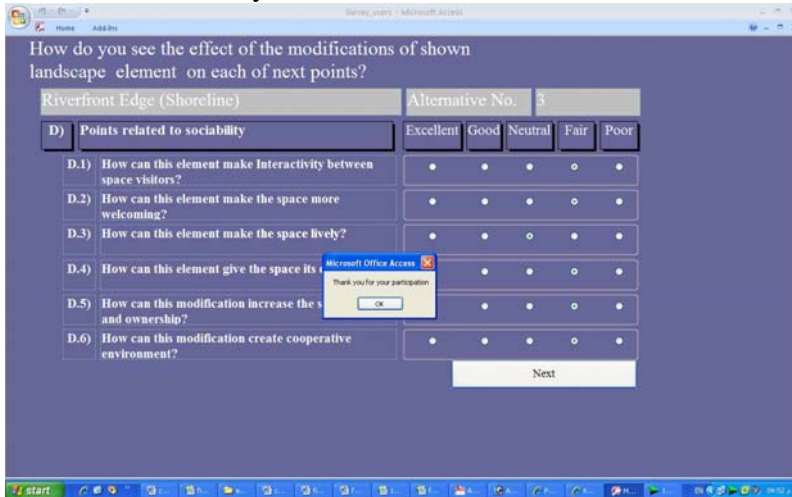 Survey_users - Microsoft Access
Home Add-Ins
How do you see the effect of the modifications of shown
landscape element on each of next points?
Riverfront Edge (Shoreline) Alternative No. 3
D) Points related to sociability Excellent Good Neutral Fair Poor
D.1) How can this element make Interactivity between
space visitors?
D.2) How can this element make the space more
welcoming?
D.3) How can this element make the space lively?
Microsoft Office Access
D.4) How can this element give the space its
Thank you for your participation
OK
D.5) How can this modification increase the s
and ownership?
D.6) How can this modification create cooperative
environment?
Next
start
EN